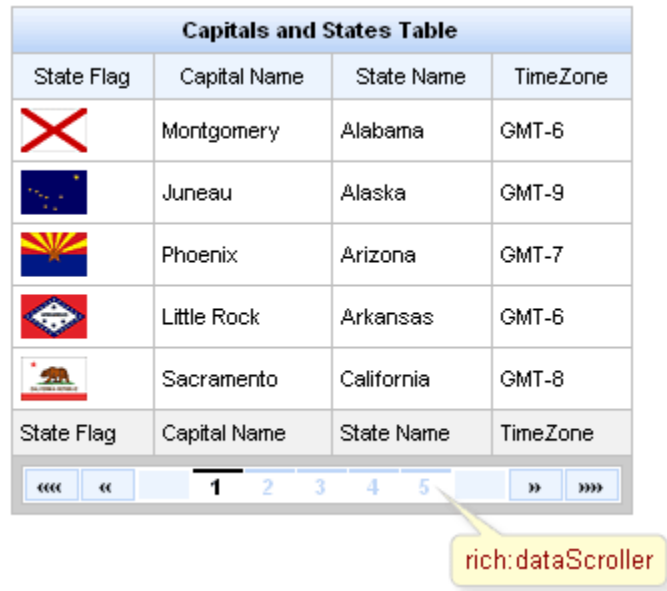 Capitals and States Table
State Flag Capital Name State Name TimeZone
Montgomery Alabama GMT-6
Juneau Alaska GMT-9
Phoenix Arizona GMT-7
Little Rock Arkansas GMT-6
Sacramento California GMT-8
State Flag Capital Name State Name TimeZone
«« « 1 2 3 4 5 » »»
rich:dataScroller